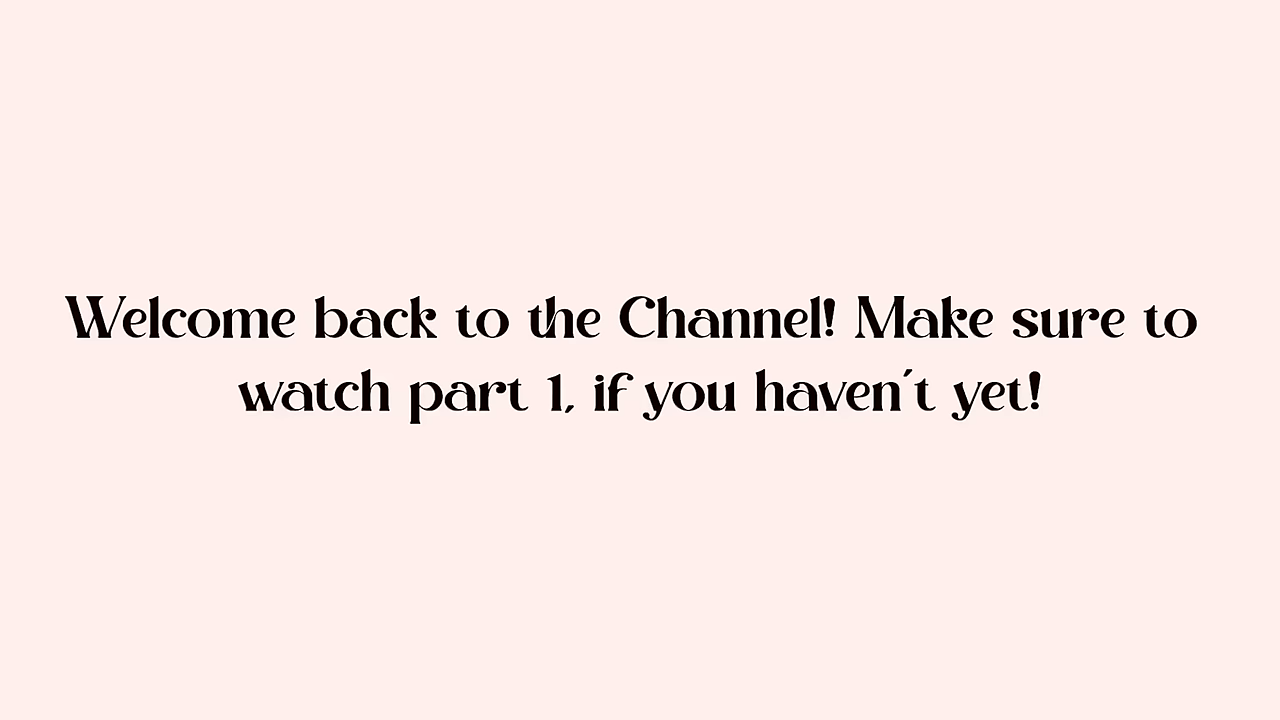 Welcome back to the Channel! Make sure to
watch part 1, if you haven't yet!